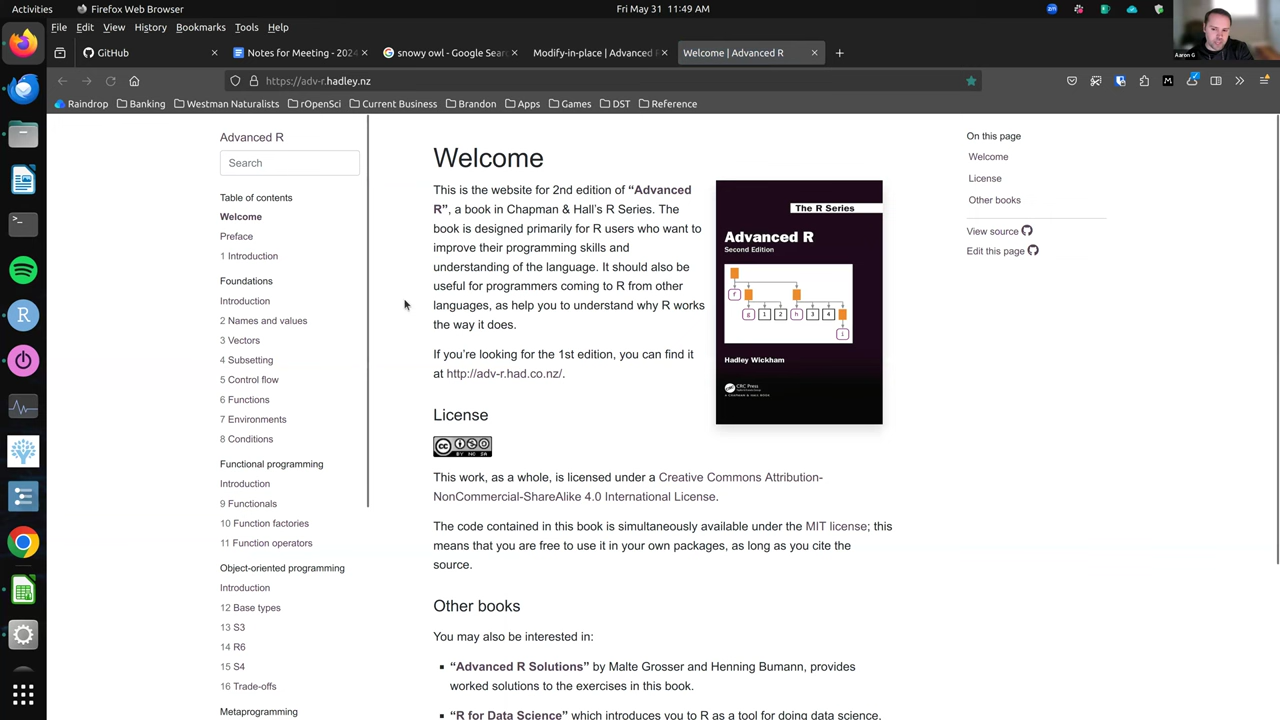 Activities
Firefox Web Browser
Fri May 31 11:49 AM
zm
File Edit View History Bookmarks Tools Help
GitHub
Notes for Meeting - 2024
snowy owl - Google Sear
Modify-in-place | Advanced
Welcome | Advanced R
https://adv-r.hadley.nz
Raindrop Banking Westman Naturalists rOpenSci Current Business Brandon Apps Games DST Reference
Aaron G
Advanced R
Search
Table of contents
Welcome
Preface
1 Introduction
Foundations
Introduction
2 Names and values
3 Vectors
4 Subsetting
5 Control flow
6 Functions
7 Environments
8 Conditions
Functional programming
Introduction
9 Functionals
10 Function factories
11 Function operators
Object-oriented programming
Introduction
12 Base types
13 S3
14 R6
15 S4
16 Trade-offs
Metaprogramming
Welcome
This is the website for 2nd edition of “Advanced
R”, a book in Chapman & Hall’s R Series. The
book is designed primarily for R users who want to
improve their programming skills and
understanding of the language. It should also be
useful for programmers coming to R from other
languages, as help you to understand why R works
the way it does.
If you’re looking for the 1st edition, you can find it
at http://adv-r.had.co.nz/.
The R Series
Advanced R
Second Edition
f
g 1 2 h 3 4
i
Hadley Wickham
CRC Press
A CHAPMAN & HALL BOOK
License
CC BY NC SA
This work, as a whole, is licensed under a Creative Commons Attribution-
NonCommercial-ShareAlike 4.0 International License.
The code contained in this book is simultaneously available under the MIT license; this
means that you are free to use it in your own packages, as long as you cite the
source.
Other books
You may also be interested in:
“Advanced R Solutions” by Malte Grosser and Henning Bumann, provides
worked solutions to the exercises in this book.
“R for Data Science” which introduces you to R as a tool for doing data science,
On this page
Welcome
License
Other books
View source
Edit this page